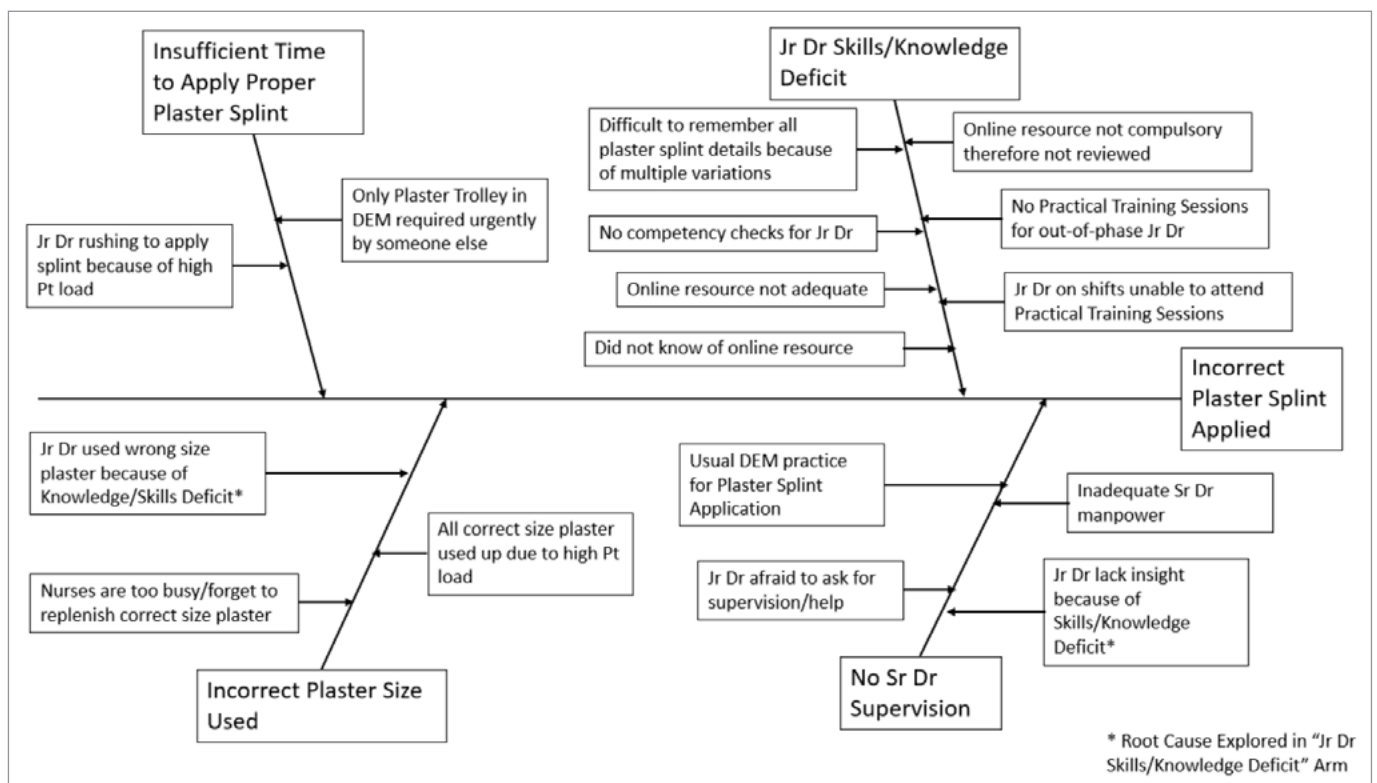 Insufficient Time
to Apply Proper
Plaster Splint
Jr Dr Skills/Knowledge
Deficit
Only Plaster Trolley in
DEM required urgently
by someone else
Jr Dr rushing to apply
splint because of high
Pt load
Difficult to remember all
plaster splint details because
of multiple variations
Online resource not compulsory
therefore not reviewed
No competency checks for Jr Dr
No Practical Training Sessions
for out-of-phase Jr Dr
Online resource not adequate
Jr Dr on shifts unable to attend
Practical Training Sessions
Did not know of online resource
Incorrect
Plaster Splint
Applied
Jr Dr used wrong size
plaster because of
Knowledge/Skills Deficit*
All correct size plaster
used up due to high Pt
load
Nurses are too busy/forget to
replenish correct size plaster
Incorrect Plaster Size
Used
Usual DEM practice
for Plaster Splint
Application
Inadequate Sr Dr
manpower
Jr Dr afraid to ask for
supervision/help
Jr Dr lack insight
because of
Skills/Knowledge
Deficit*
No Sr Dr
Supervision
* Root Cause Explored in "Jr Dr
Skills/Knowledge Deficit" Arm